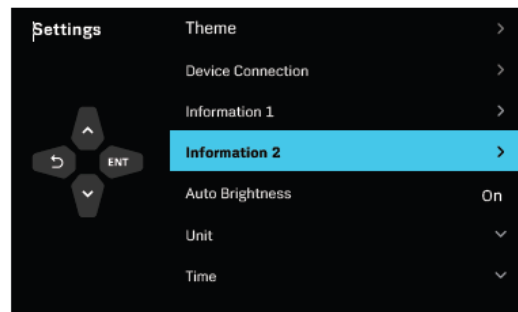 Settings
Theme
Device Connection
Information 1
Information 2
ENT
Auto Brightness
On
Unit
Time